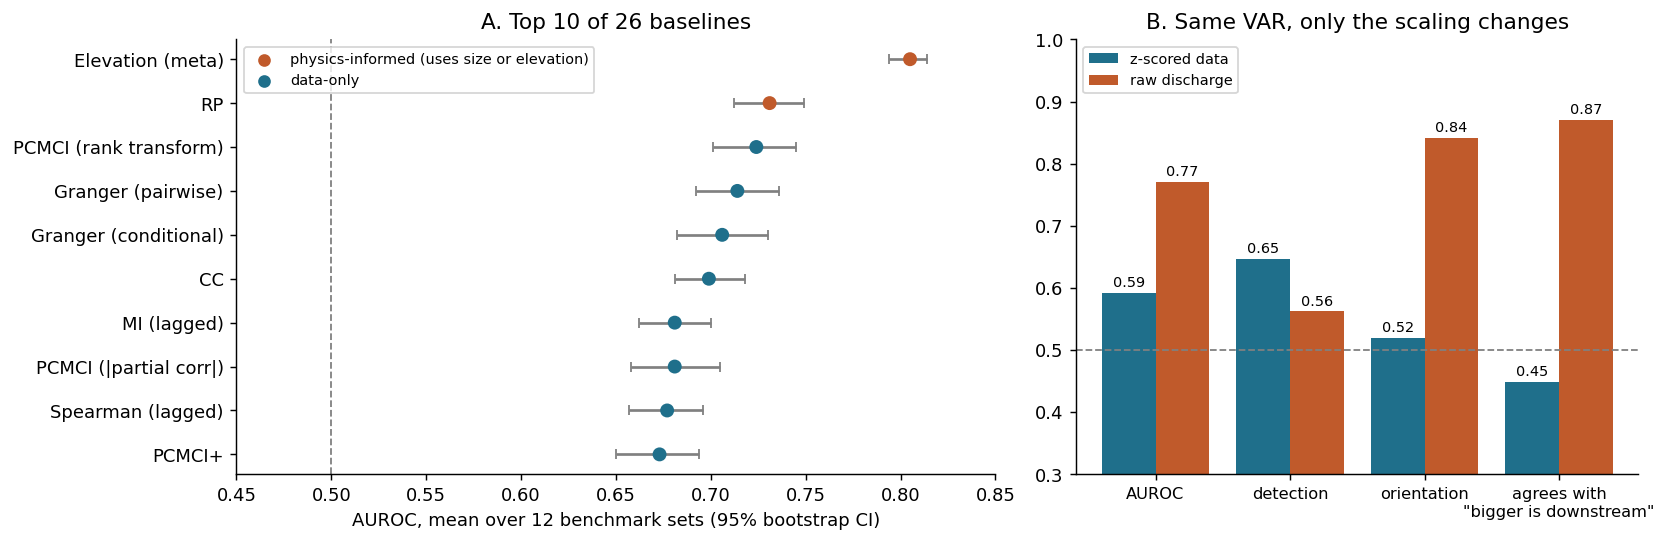 A. Top 10 of 26 baselines
Elevation (meta)
RP
PCMCI (rank transform)
Granger (pairwise)
Granger (conditional)
CC
MI (lagged)
PCMCI (|partial corr|)
Spearman (lagged)
PCMCI+
physics-informed (uses size or elevation)
data-only
0.45 0.50 0.55 0.60 0.65 0.70 0.75 0.80 0.85
AUROC, mean over 12 benchmark sets (95% bootstrap CI)
B. Same VAR, only the scaling changes
1.0
0.9
0.8
0.7
0.6
0.5
0.4
0.3
z-scored data
raw discharge
0.59 0.77 0.65 0.56 0.52 0.84 0.45 0.87
AUROC detection orientation agrees with
"bigger is downstream"